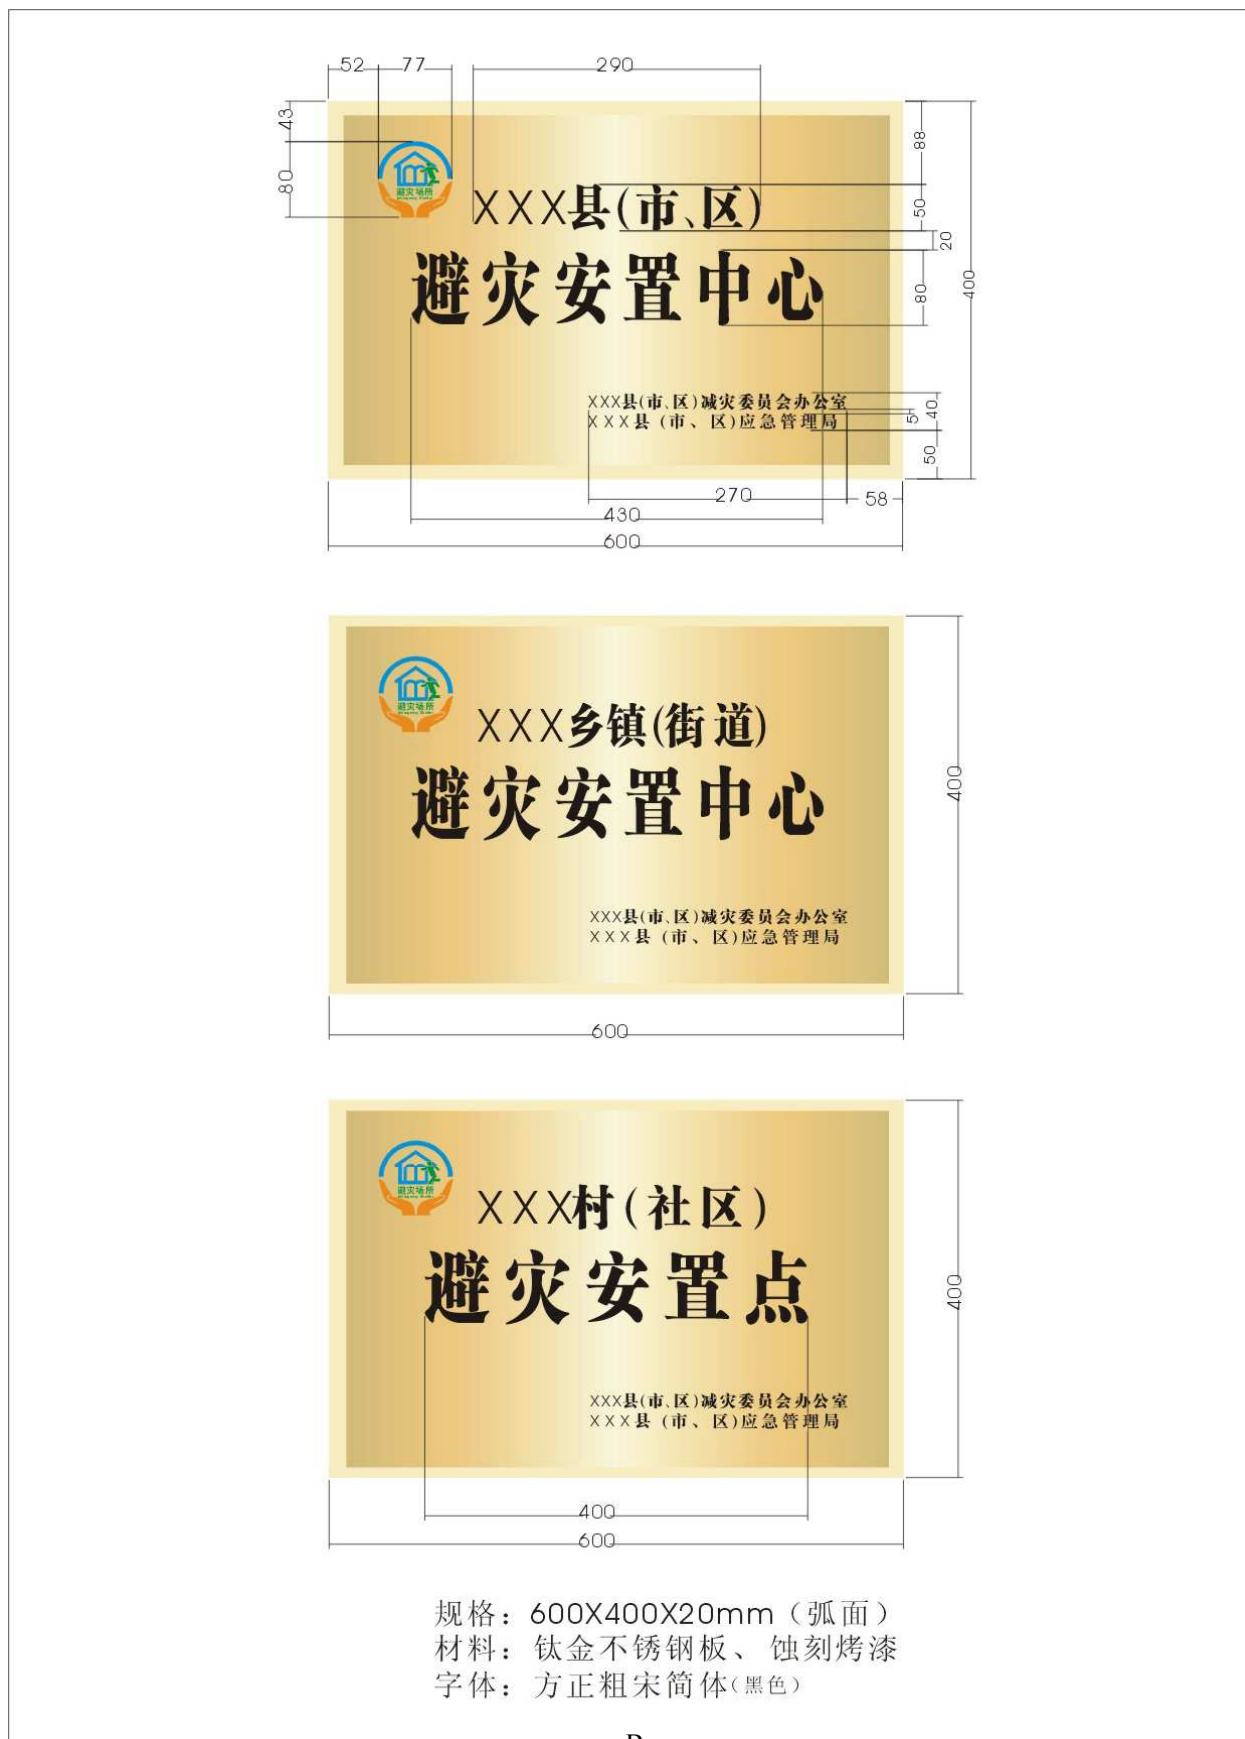 52 77 290
43
80
88
50
20
80
400
避灾场所
XXX县(市、区)
避灾安置中心
XXX县(市、区)减灾委员会办公室
XXX县(市、区)应急管理局
40
5
50
270 58
430
600
避灾场所
XXX乡镇(街道)
避灾安置中心
XXX县(市、区)减灾委员会办公室
XXX县(市、区)应急管理局
400
600
避灾场所
XXX村(社区)
避灾安置点
XXX县(市、区)减灾委员会办公室
XXX县(市、区)应急管理局
400
400
600
规格：600X400X20mm（弧面）
材料：钛金不锈钢板、蚀刻烤漆
字体：方正粗宋简体（黑色）